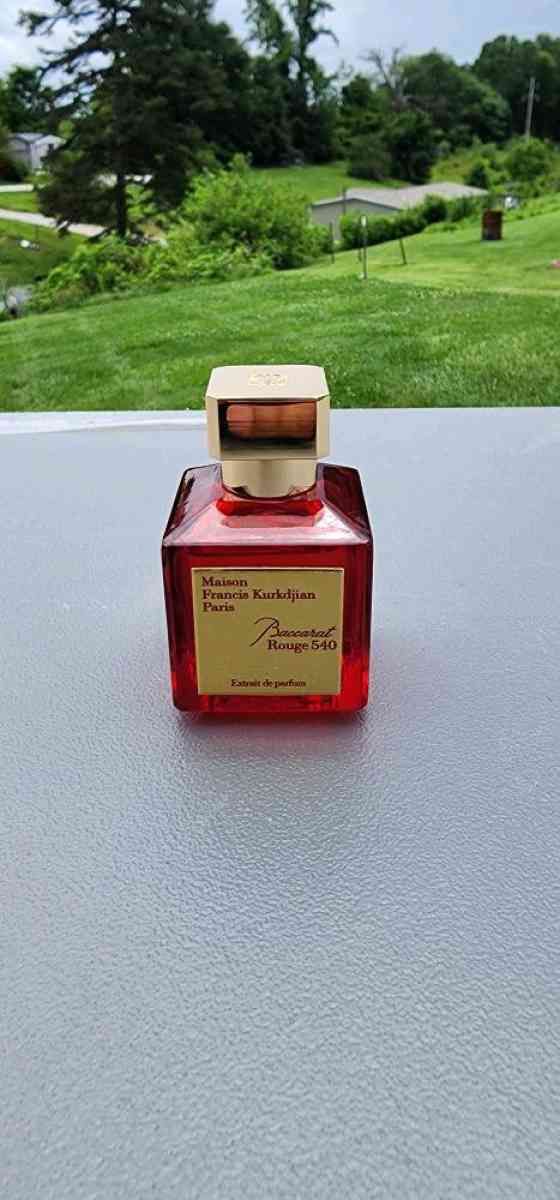 Maison
Francis Kurkdjian
Paris
Baccarat
Rouge 540
Extrait de parfum